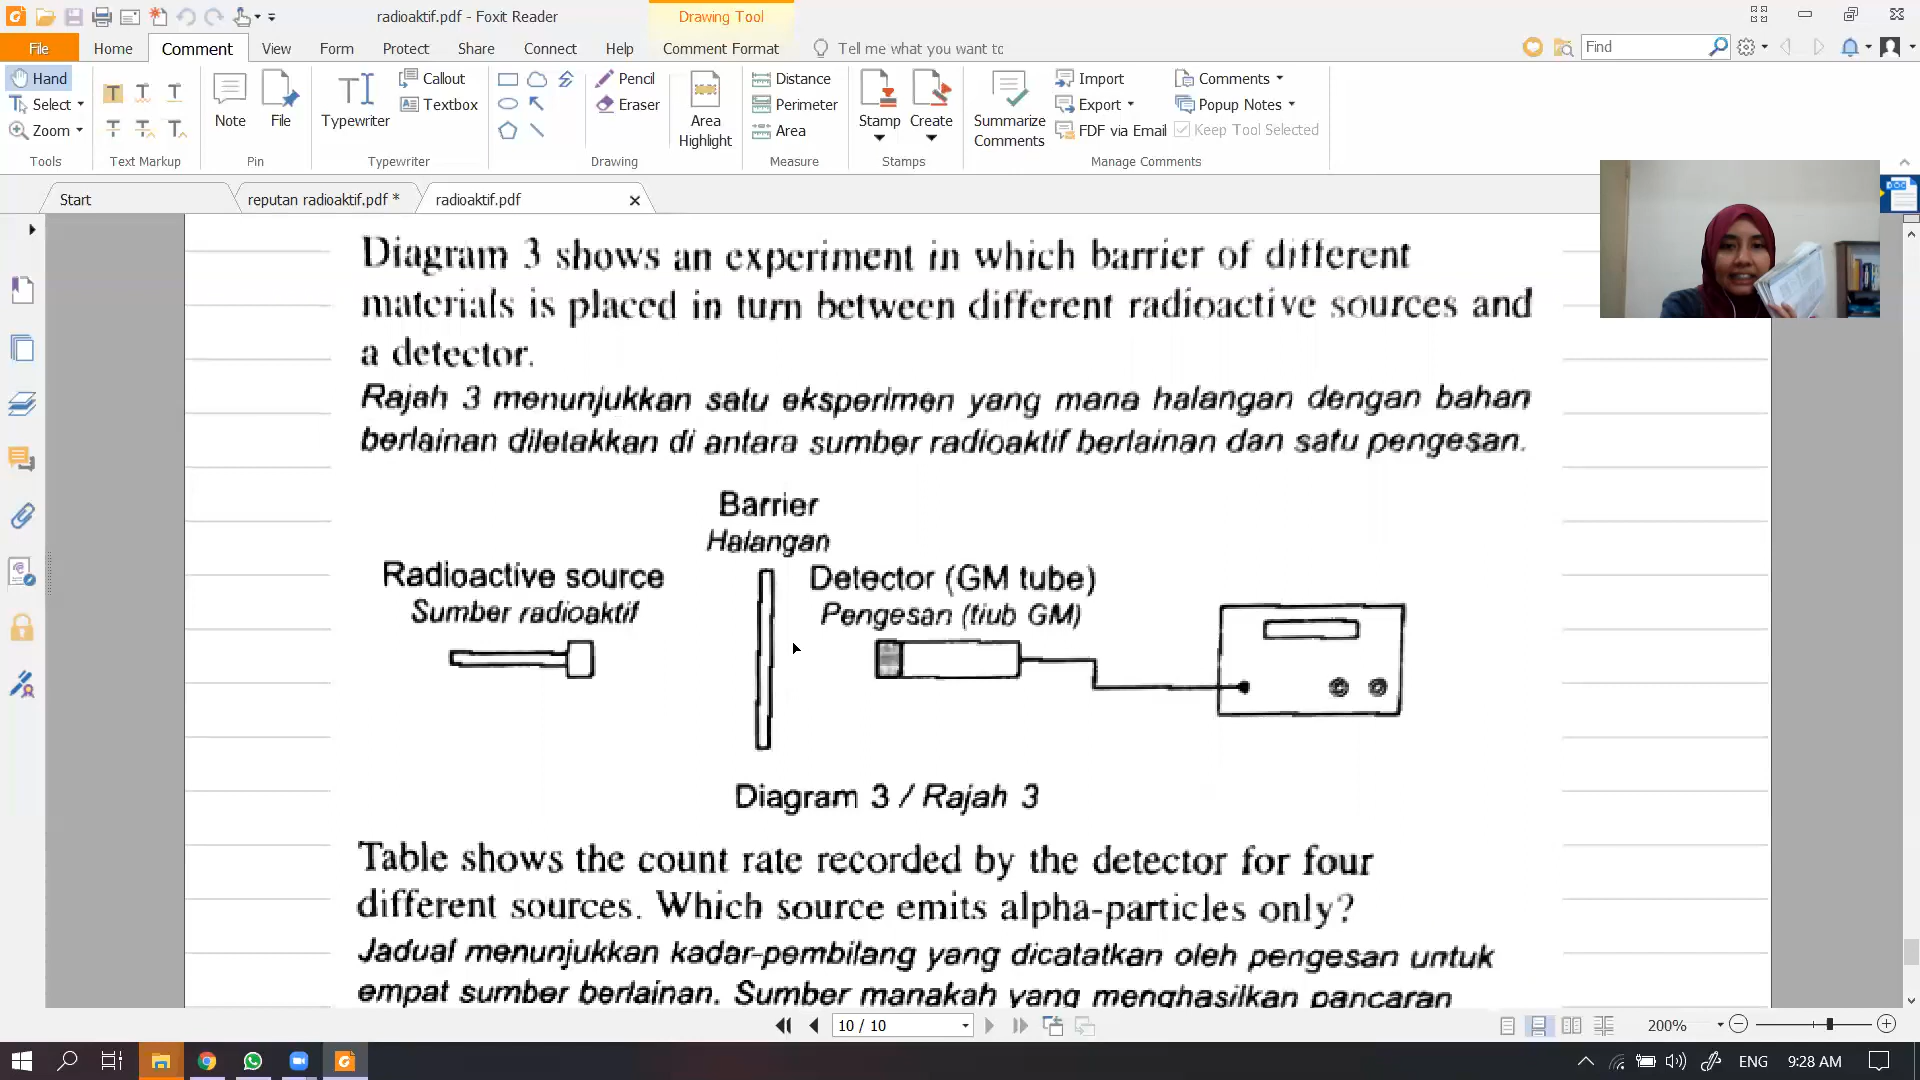 radioaktif.pdf - Foxit Reader
Drawing Tool
File
Home
Comment
View
Form
Protect
Share
Connect
Help
Comment Format
Tell me what you want to
Find
Hand
Select
Zoom
Tools
Text Markup
Note
File
Pin
Typewriter
Callout
Textbox
Typewriter
Pencil
Eraser
Drawing
Area
Highlight
Distance
Perimeter
Area
Measure
Stamp
Create
Stamps
Summarize
Comments
Import
Export
FDF via Email
Comments
Popup Notes
Keep Tool Selected
Manage Comments
Start
reputan radioaktif.pdf *
radioaktif.pdf
Diagram 3 shows an experiment in which barrier of different
materials is placed in turn between different radioactive sources and
a detector.
Rajah 3 menunjukkan satu eksperimen yang mana halangan dengan bahan
berlainan diletakkan di antara sumber radioaktif berlainan dan satu pengesan.
Barrier
Halangan
Radioactive source
Sumber radioaktif
Detector (GM tube)
Pengesan (tiub GM)
Diagram 3 / Rajah 3
Table shows the count rate recorded by the detector for four
different sources. Which source emits alpha-particles only?
Jadual menunjukkan kadar-pembilang yang dicatatkan oleh pengesan untuk
empat sumber berlainan. Sumber manakah yang menghasilkan pancaran
10 / 10
200%
ENG
9:28 AM